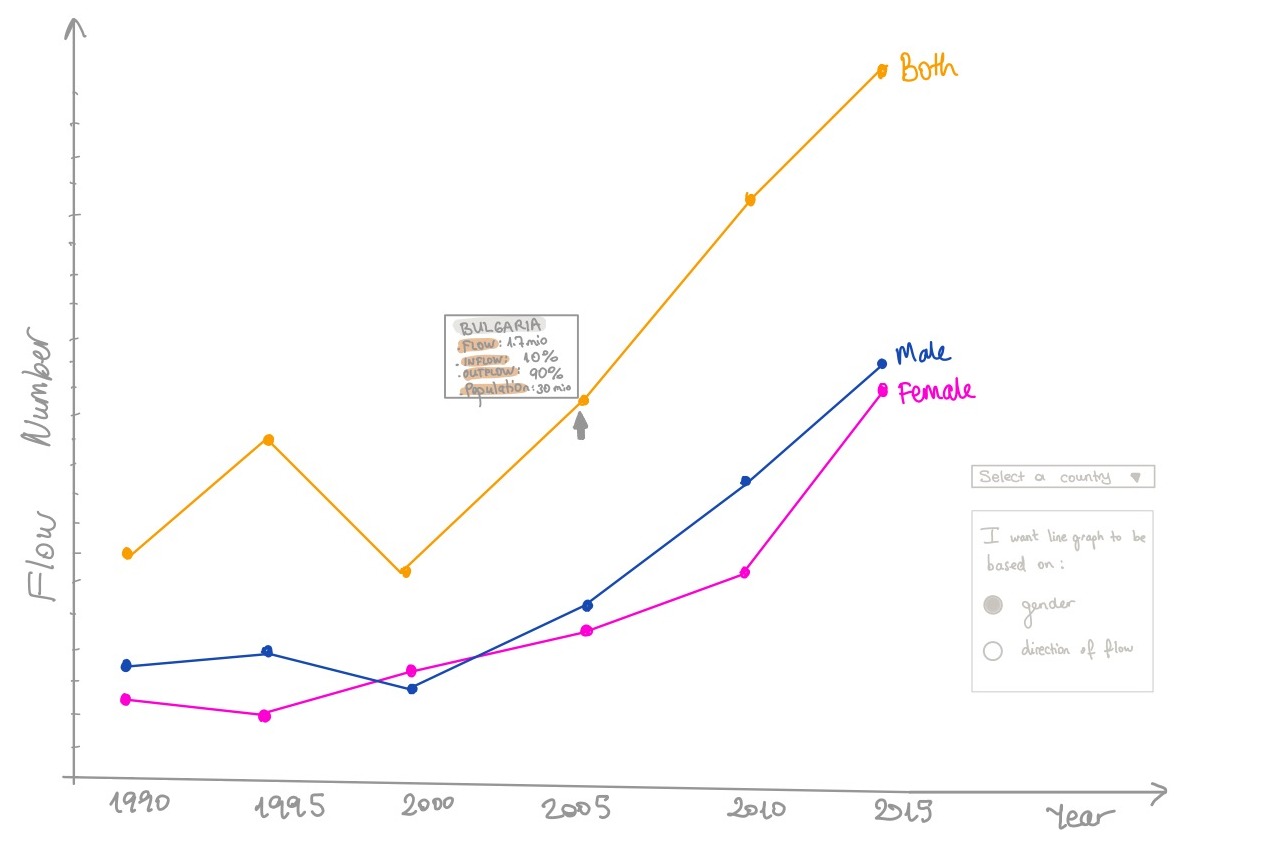 Both
BULGARIA
. FLOW: 1.7 mio
. INFLOW: 10%
. OUTFLOW: 90%
. Population: 30 mio
Male
Female
Flow Number
Select a country
I want line graph to be
based on:
gender
direction of flow
1990 1995 2000 2005 2010 2015 Year